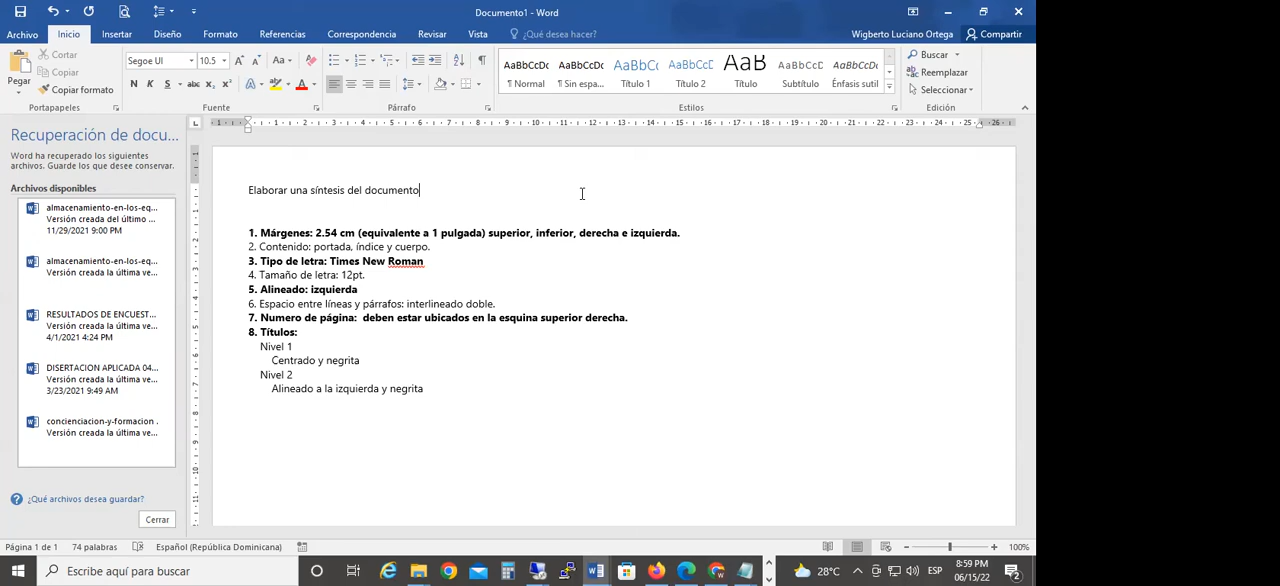 Documento1 - Word
Archivo Inicio Insertar Diseño Formato Referencias Correspondencia Revisar Vista ¿Qué desea hacer? Wigberto Luciano Ortega Compartir
Pegar
Cortar
Copiar
Copiar formato
Portapapeles
Segoe UI 10.5
Fuente
Párrafo
AaBbCcDc AaBbCcDc AaBbCc AaBbCcC AaB AaBbCcC AaBbCcDc
¶ Normal ¶ Sin espa... Título 1 Título 2 Título Subtítulo Énfasis sutil
Estilos
Buscar
Reemplazar
Seleccionar
Edición
Recuperación de docu...
Word ha recuperado los siguientes
archivos. Guarde los que desee conservar.
Archivos disponibles
almacenamiento-en-los-eq...
Versión creada del último ...
11/29/2021 9:00 PM
almacenamiento-en-los-eq...
Versión creada la última ve...
RESULTADOS DE ENCUEST...
Versión creada la última ve...
4/1/2021 4:24 PM
DISERTACION APLICADA 04...
Versión creada la última ve...
3/23/2021 9:49 AM
concienciacion-y-formacion .
Versión creada la última ve...
¿Qué archivos desea guardar?
Cerrar
Elaborar una síntesis del documento
1. Márgenes: 2.54 cm (equivalente a 1 pulgada) superior, inferior, derecha e izquierda.
2. Contenido: portada, índice y cuerpo.
3. Tipo de letra: Times New Roman
4. Tamaño de letra: 12pt.
5. Alineado: izquierda
6. Espacio entre líneas y párrafos: interlineado doble.
7. Numero de página: deben estar ubicados en la esquina superior derecha.
8. Títulos:
Nivel 1
Centrado y negrita
Nivel 2
Alineado a la izquierda y negrita
Página 1 de 1 74 palabras Español (República Dominicana) 100%
Escribe aquí para buscar 28°C ESP 8:59 PM
06/15/22 2